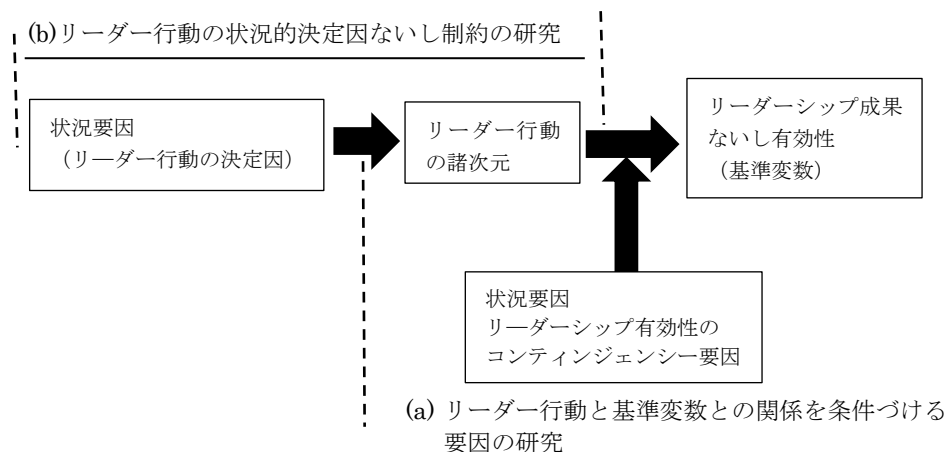 (b)リーダー行動の状況的決定因ないし制約の研究
状況要因
（リ―ダー行動の決定因）
リーダー行動
の諸次元
リーダーシップ成果
ないし有効性
（基準変数）
状況要因
リ―ダーシップ有効性の
コンティンジェンシー要因
(a) リーダー行動と基準変数との関係を条件づける
要因の研究